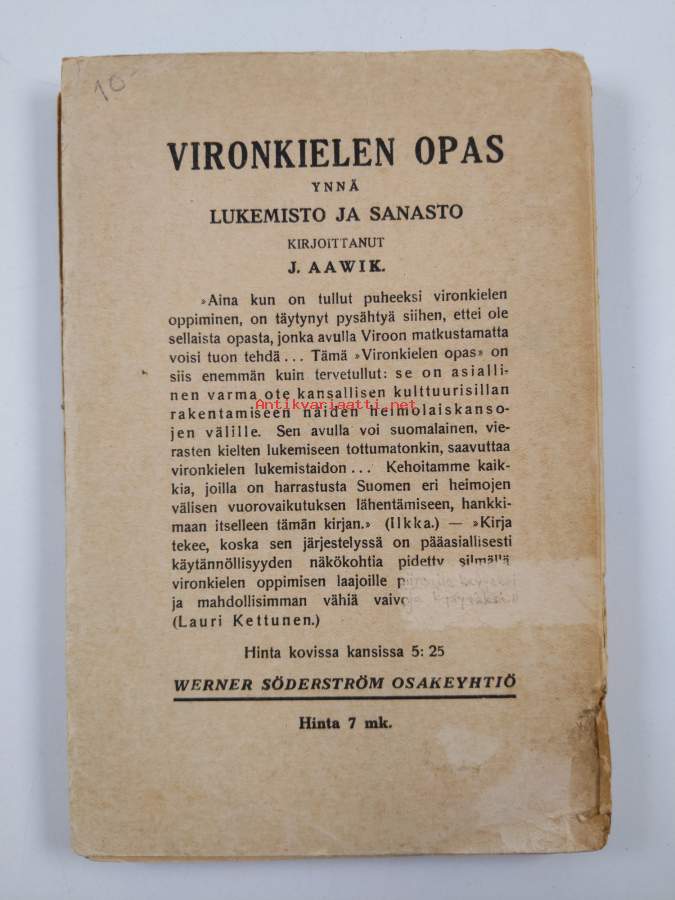 10
VIRONKIELEN OPAS
YNNÄ
LUKEMISTO JA SANASTO
KIRJOITTANUT
J. AAWIK.
»Aina kun on tullut puheeksi vironkielen
oppiminen, on täytynyt pysähtyä siihen, ettei ole
sellaista opasta, jonka avulla Viroon matkustamatta
voisi tuon tehdä... Tämä »Vironkielen opas» on
siis enemmän kuin tervetullut: se on asialli-
nen varma ote kansallisen kulttuurisillan
Antikvariaatti.net
rakentamiseen näiden heimolaiskanso-
jen välille. Sen avulla voi suomalainen, vie-
rasten kielten lukemiseen tottumatonkin, saavuttaa
vironkielen lukemistaidon... Kehoitamme kaik-
kia, joilla on harrastusta Suomen eri heimojen
välisen vuorovaikutuksen lähentämiseen, hankki-
maan itselleen tämän kirjan.» (Ilkka.) — »Kirja
tekee, koska sen järjestelyssä on pääasiallisesti
käytännöllisyyden näkökohtia pidetty silmällä
vironkielen oppimisen laajoille
ja mahdollisimman vähiä
(Lauri Kettunen.)
Hinta kovissa kansissa 5: 25
WERNER SÖDERSTRÖM OSAKEYHTIÖ
Hinta 7 mk.